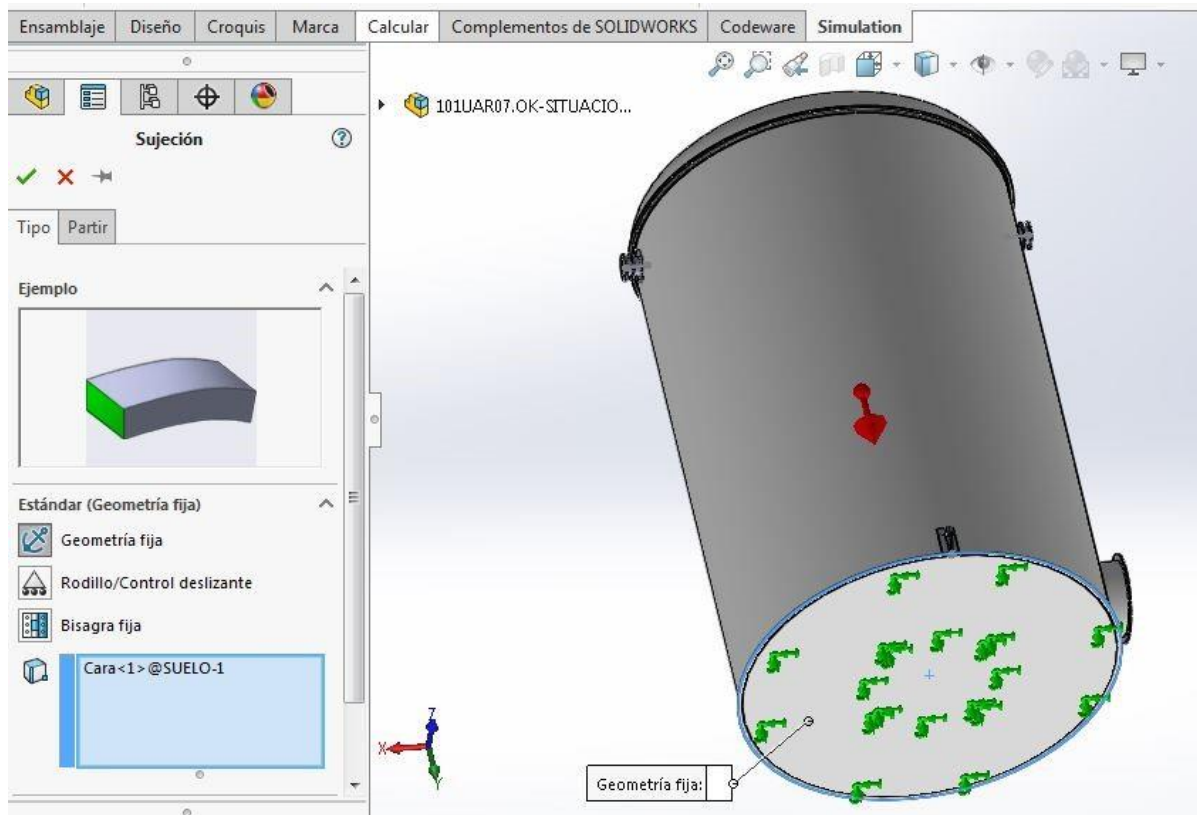 Ensamblaje Diseño Croquis Marca Calcular Complementos de SOLIDWORKS Codeware Simulation
101UAR07.OK-SITUACIO...
Sujeción
Tipo Partir
Ejemplo
Estándar (Geometría fija)
Geometría fija
Rodillo/Control deslizante
Bisagra fija
Cara<1>@SUELO-1
Z
X
Y
Geometría fija: